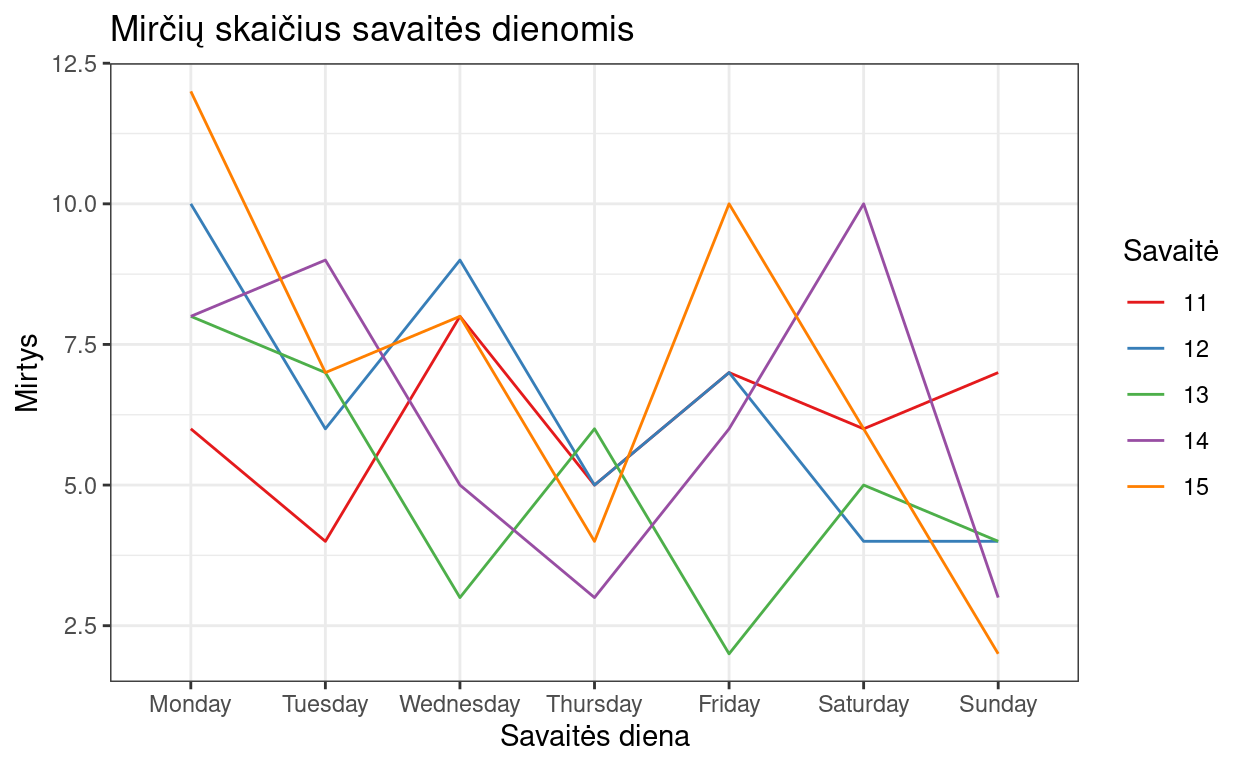 Mirčių skaičius savaitės dienomis
12.5
10.0
7.5
5.0
2.5
Mirtys
Monday Tuesday Wednesday Thursday Friday Saturday Sunday
Savaitės diena
Savaitė
11
12
13
14
15